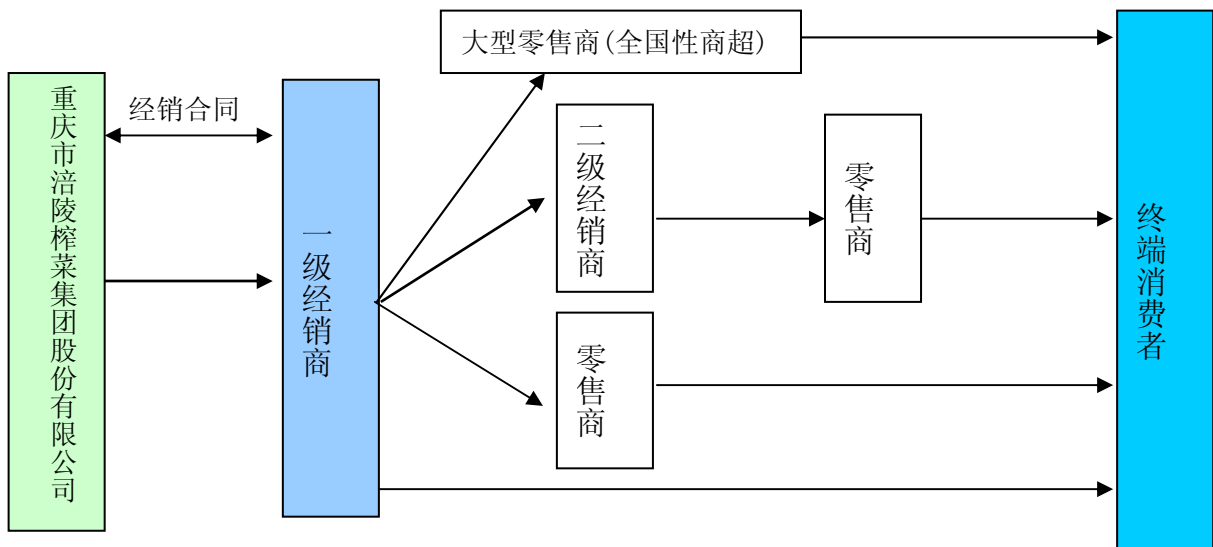 大型零售商(全国性商超)
重庆市涪陵榨菜集团股份有限公司
经销合同
一级经销商
二级经销商
零售商
零售商
终端消费者